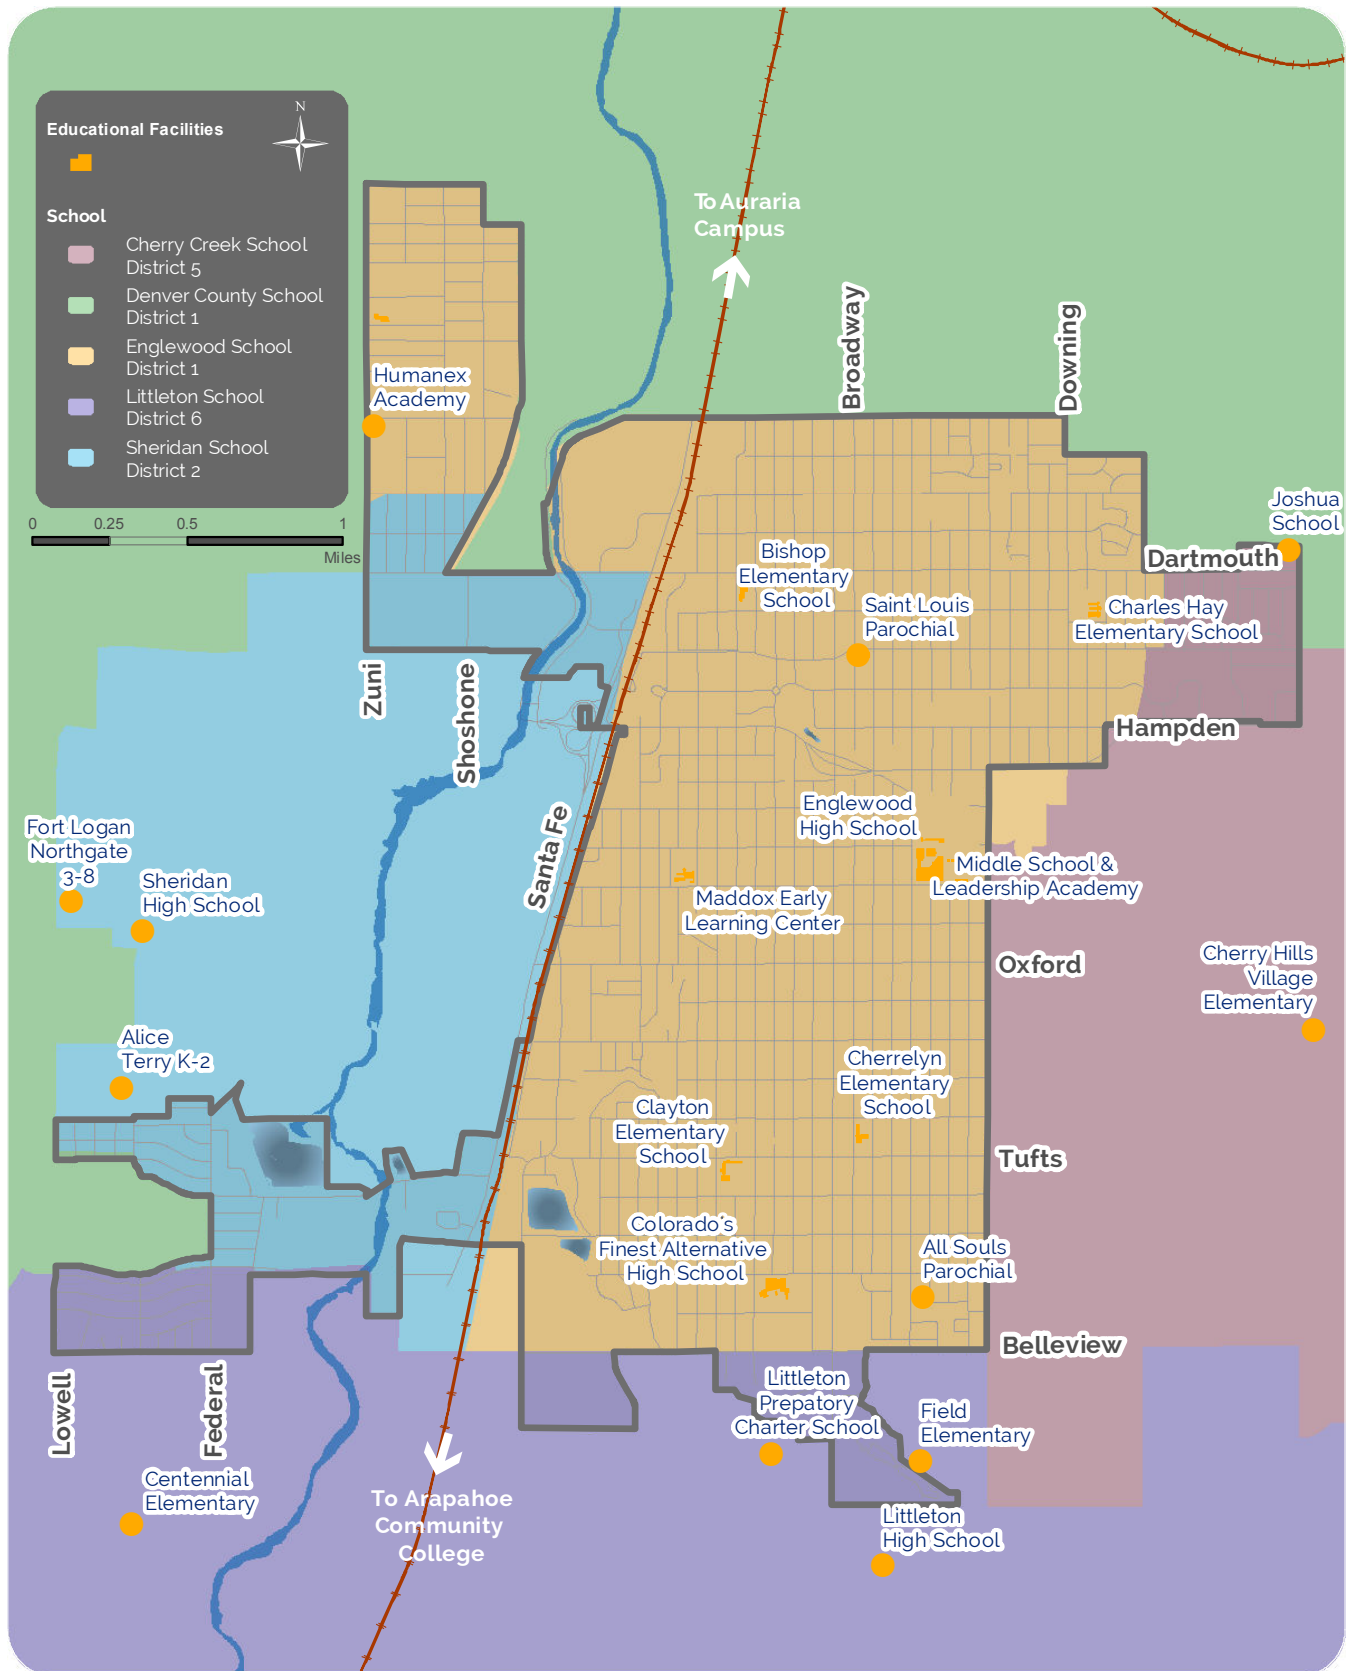 Educational Facilities
N
School
Cherry Creek School
District 5
Denver County School
District 1
Englewood School
District 1
Littleton School
District 6
Sheridan School
District 2
0
0.25
0.5
1
Miles
To Auraria
Campus
Broadway
Downing
Humanex
Academy
Joshua
School
Dartmouth
Bishop
Elementary
School
Saint Louis
Parochial
Charles Hay
Elementary School
Zuni
Shoshone
Hampden
Santa Fe
Englewood
High School
Middle School &
Leadership Academy
Fort Logan
Northgate
3-8
Sheridan
High School
Maddox Early
Learning Center
Oxford
Cherry Hills
Village
Elementary
Alice
Terry K-2
Cherrelyn
Elementary
School
Clayton
Elementary
School
Tufts
Colorado's
Finest Alternative
High School
All Souls
Parochial
Belleview
Lowell
Federal
Littleton
Prepatory
Charter School
Field
Elementary
Centennial
Elementary
To Arapahoe
Community
College
Littleton
High School